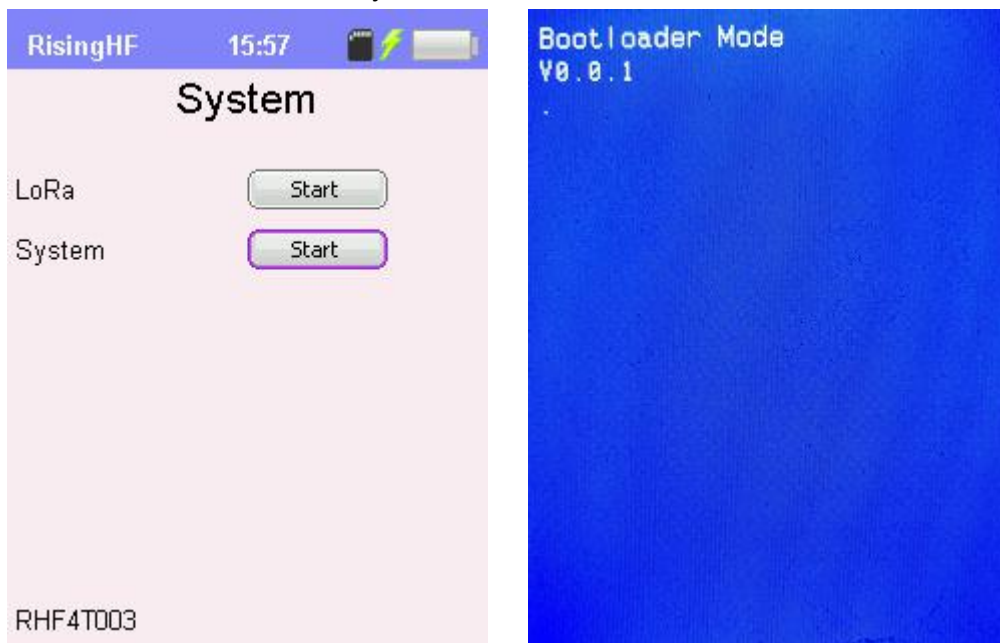 RisingHF 15:57
System
LoRa Start
System Start
RHF4T003
Bootloader Mode
V0.0.1
.